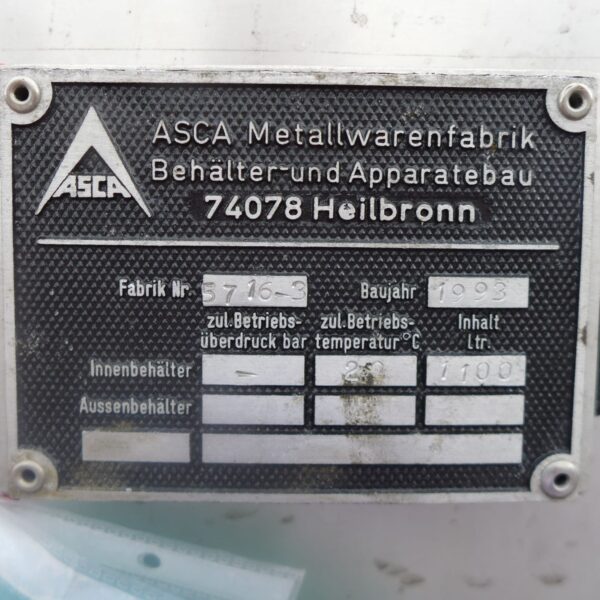 ASCA
ASCA Metallwarenfabrik
Behälter-und Apparatebau
74078 Heilbronn
Fabrik Nr. 5716-3 Baujahr 1993
zul.Betriebs- zul.Betriebs- Inhalt
überdruck bar temperatur °C Ltr.
Innenbehälter - 20 1100
Aussenbehälter